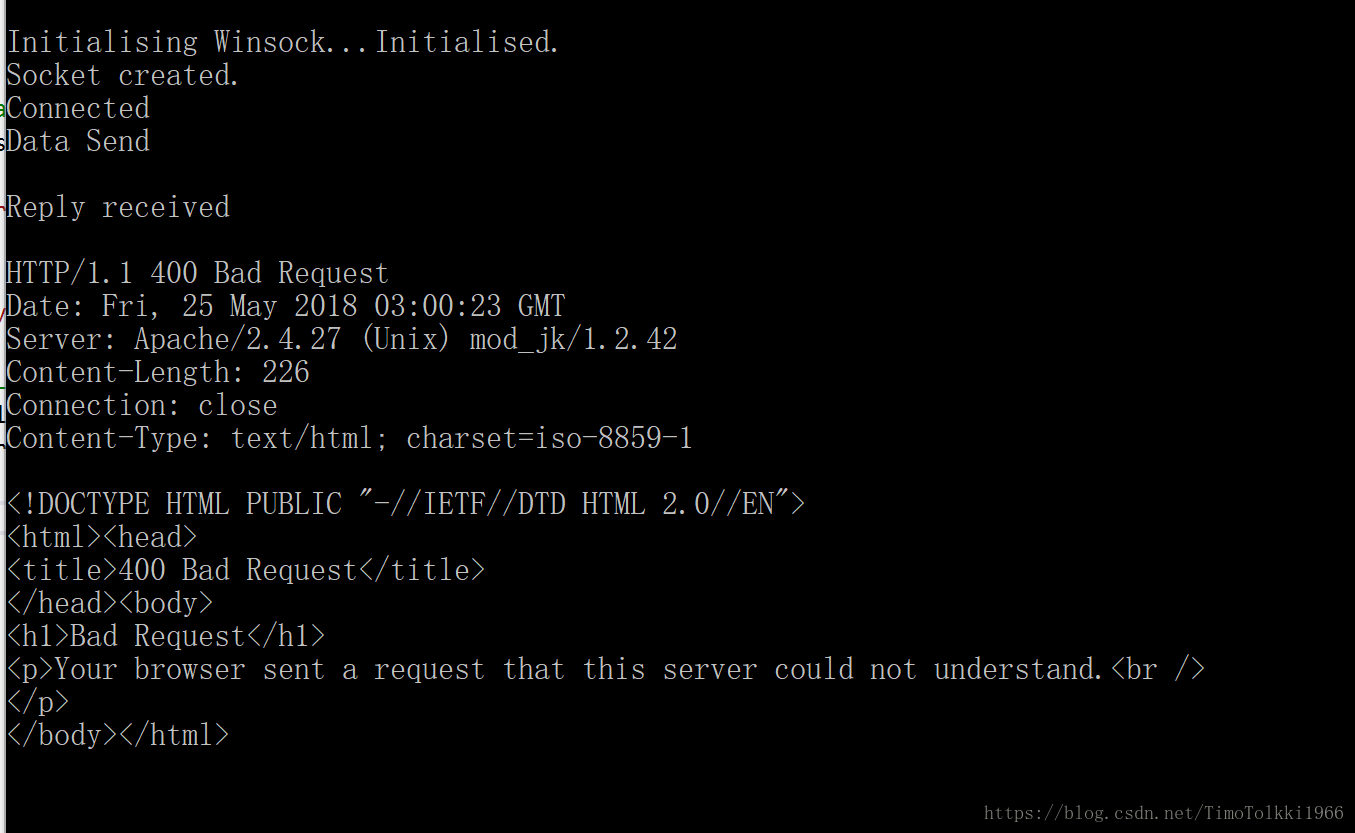 Initialising Winsock...Initialised.
Socket created.
Connected
Data Send
Reply received
HTTP/1.1 400 Bad Request
Date: Fri, 25 May 2018 03:00:23 GMT
Server: Apache/2.4.27 (Unix) mod_jk/1.2.42
Content-Length: 226
Connection: close
Content-Type: text/html; charset=iso-8859-1
<!DOCTYPE HTML PUBLIC "-//IETF//DTD HTML 2.0//EN">
<html><head>
<title>400 Bad Request</title>
</head><body>
<h1>Bad Request</h1>
<p>Your browser sent a request that this server could not understand.<br />
</p>
</body></html>
https://blog.csdn.net/TimoTolkki1966